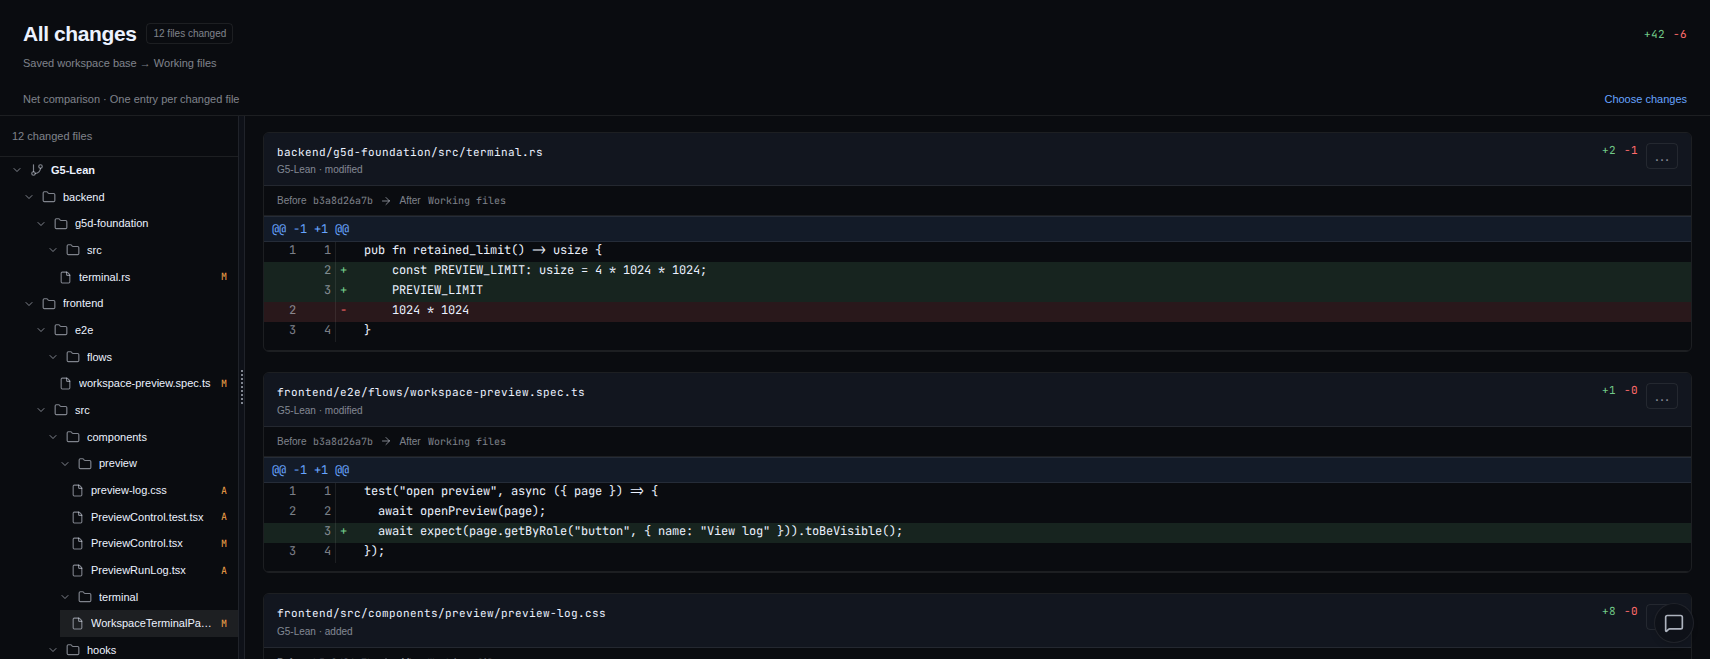 All changes 12 files changed +42 -6
Saved workspace base → Working files
Net comparison · One entry per changed file Choose changes
12 changed files
G5-Lean
backend
g5d-foundation
src
terminal.rs M
frontend
e2e
flows
workspace-preview.spec.ts M
src
components
preview
preview-log.css A
PreviewControl.test.tsx A
PreviewControl.tsx M
PreviewRunLog.tsx A
terminal
WorkspaceTerminalPa... M
hooks
backend/g5d-foundation/src/terminal.rs +2 -1 ...
G5-Lean · modified
Before b3a8d26a7b → After Working files
@@ -1 +1 @@
1 1 pub fn retained_limit() -> usize {
2 + const PREVIEW_LIMIT: usize = 4 * 1024 * 1024;
3 + PREVIEW_LIMIT
2 - 1024 * 1024
3 4 }
frontend/e2e/flows/workspace-preview.spec.ts +1 -0 ...
G5-Lean · modified
Before b3a8d26a7b → After Working files
@@ -1 +1 @@
1 1 test("open preview", async ({ page }) => {
2 2 await openPreview(page);
3 + await expect(page.getByRole("button", { name: "View log" })).toBeVisible();
3 4 });
frontend/src/components/preview/preview-log.css +8 -0
G5-Lean · added